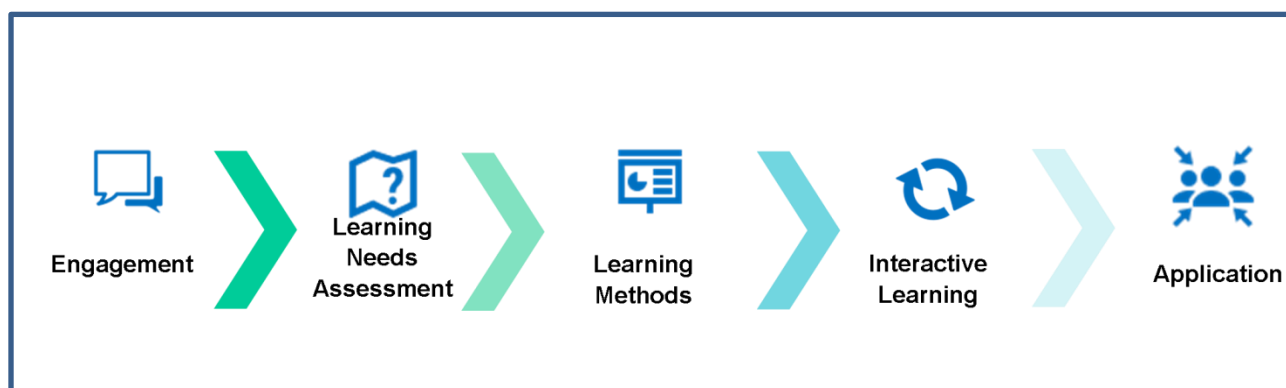 Engagement
Learning
Needs
Assessment
Learning
Methods
Interactive
Learning
Application